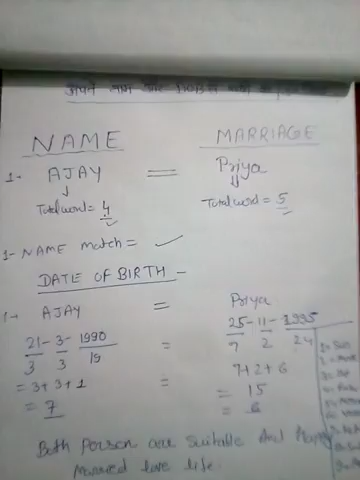 अपने नाम और
NAME MARRIAGE
1- AJAY = Priya
Total word = 4 Total word = 5
1- NAME match = ✓
DATE OF BIRTH -
1- AJAY = Priya
21 - 3 - 1990 = 25 - 11 - 1995
3 3 19 7 2 24
= 3+3+1 = 7+2+6
= 7 = 15
= 6
Both person are suitable And Happy
Married love life.